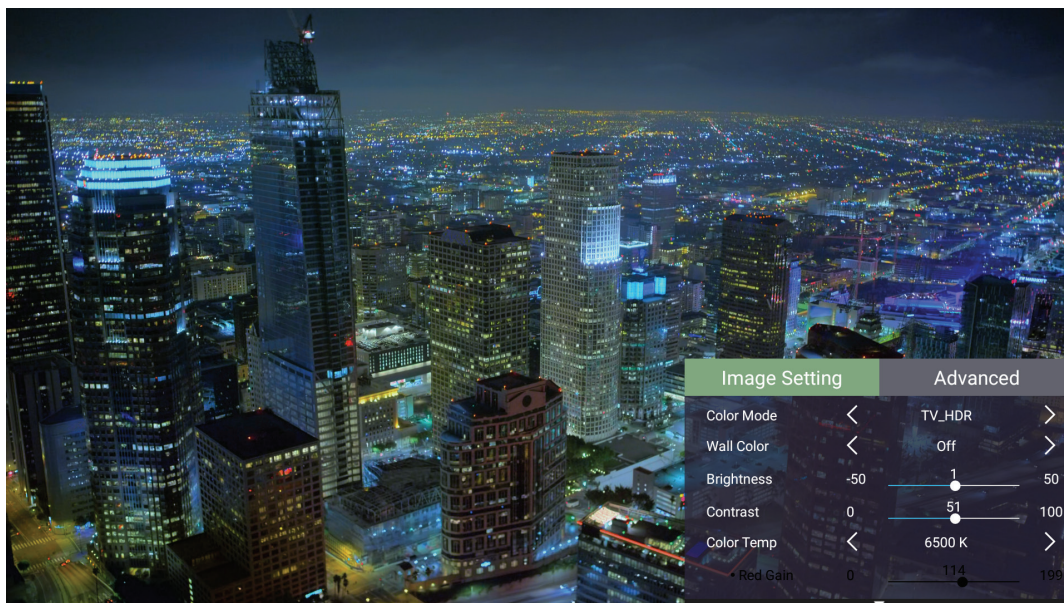 Image Setting Advanced
Color Mode TV_HDR
Wall Color Off
Brightness -50 1 50
Contrast 0 51 100
Color Temp 6500 K
• Red Gain 0 114 199